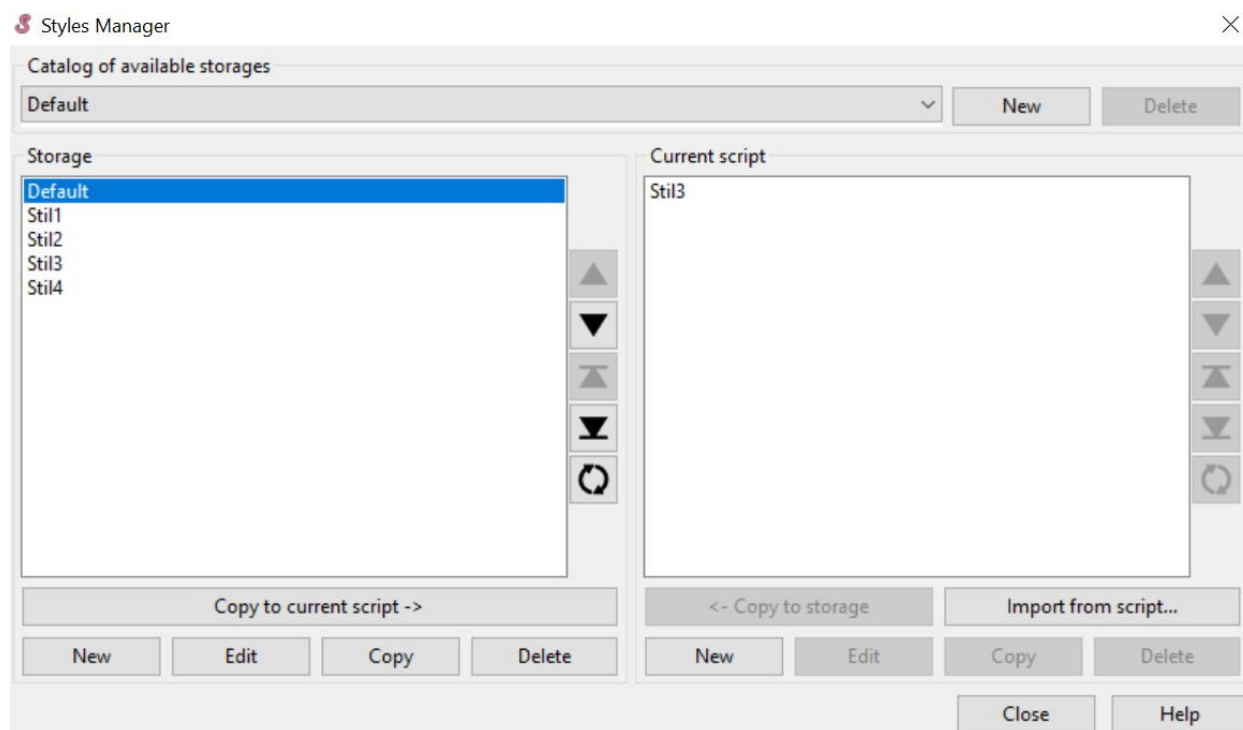 Styles Manager
Catalog of available storages
Default
New
Delete
Storage
Default
Stil1
Stil2
Stil3
Stil4
Copy to current script ->
New
Edit
Copy
Delete
Current script
Stil3
<- Copy to storage
Import from script...
New
Edit
Copy
Delete
Close
Help